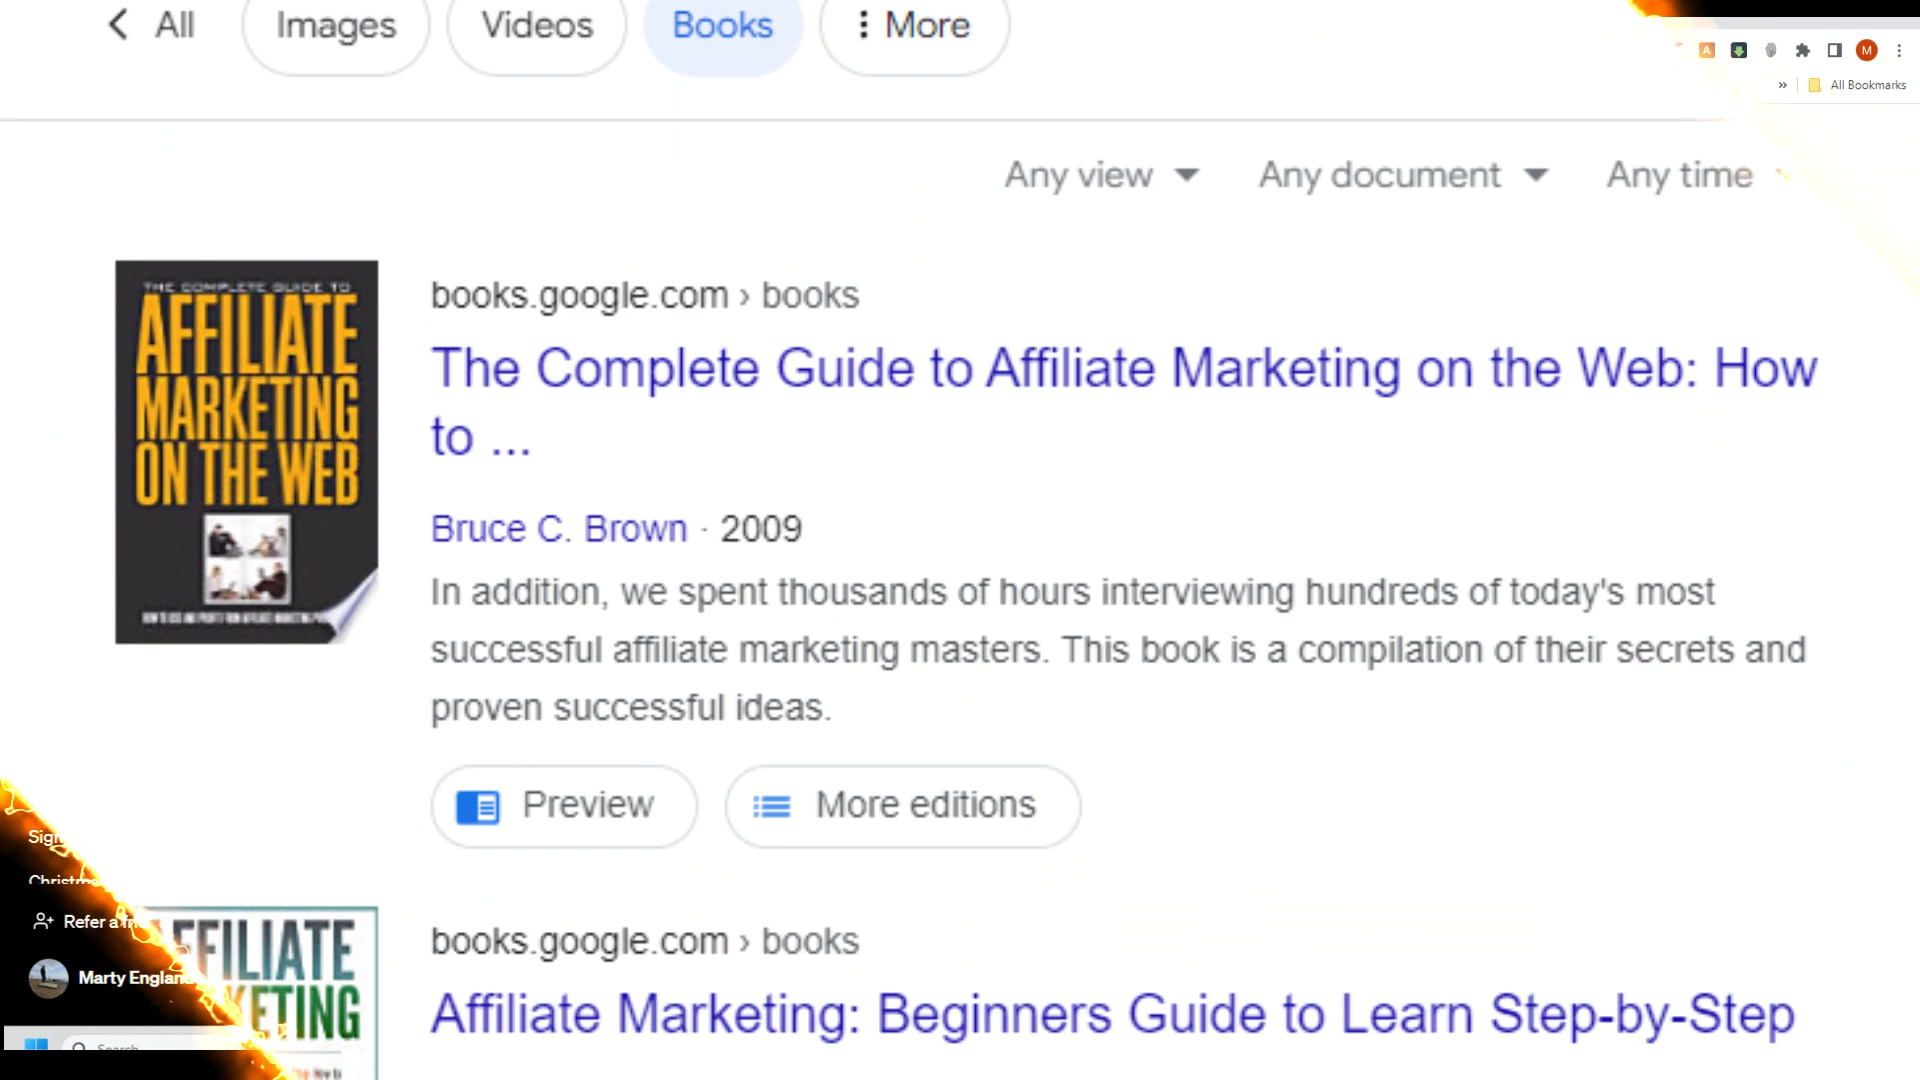 All
Images
Videos
Books
More
A
M
All Bookmarks
Any view
Any document
Any time
THE COMPLETE GUIDE TO
AFFILIATE
MARKETING
ON THE WEB
books.google.com › books
The Complete Guide to Affiliate Marketing on the Web: How
to ...
Bruce C. Brown · 2009
In addition, we spent thousands of hours interviewing hundreds of today's most
successful affiliate marketing masters. This book is a compilation of their secrets and
proven successful ideas.
Preview
More editions
Refer a
Marty England
Search
AFFILIATE
MARKETING
books.google.com › books
Affiliate Marketing: Beginners Guide to Learn Step-by-Step